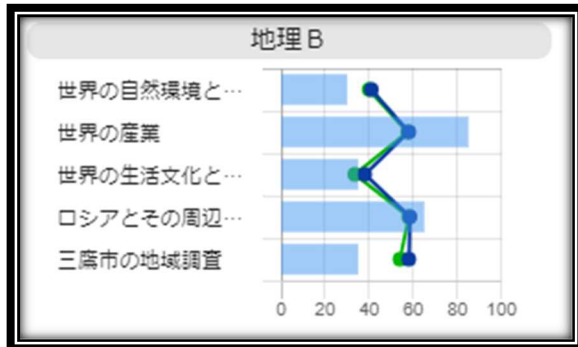 地理B
世界の自然環境と…
世界の産業
世界の生活文化と…
ロシアとその周辺…
三鷹市の地域調査
0 20 40 60 80 100